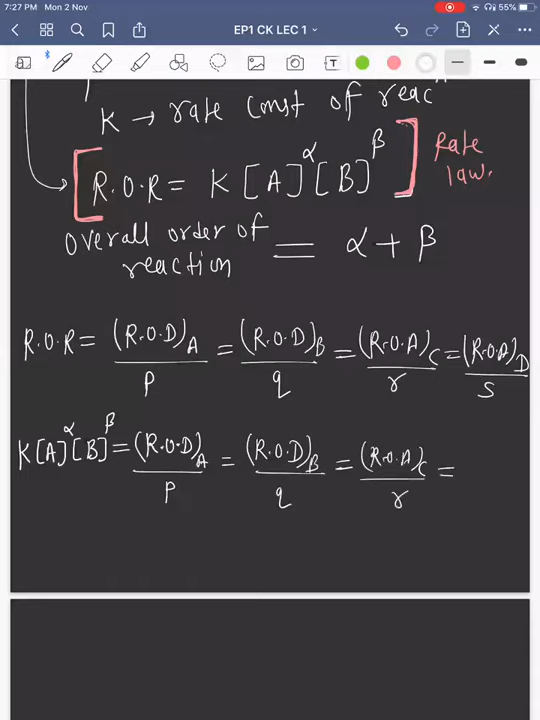 7:27 PM Mon 2 Nov
55%
EP1 CK LEC 1
K → rate const of reac
R.O.R = K[A]^α[B]^β
Rate law.
Overall order of reaction = α + β
R.O.R = (R.O.D)_A/p = (R.O.D)_B/q = (R.O.A)_C/r = (R.O.A)_D/s
K[A]^α[B]^β = (R.O.D)_A/p = (R.O.D)_B/q = (R.O.A)_C/r =